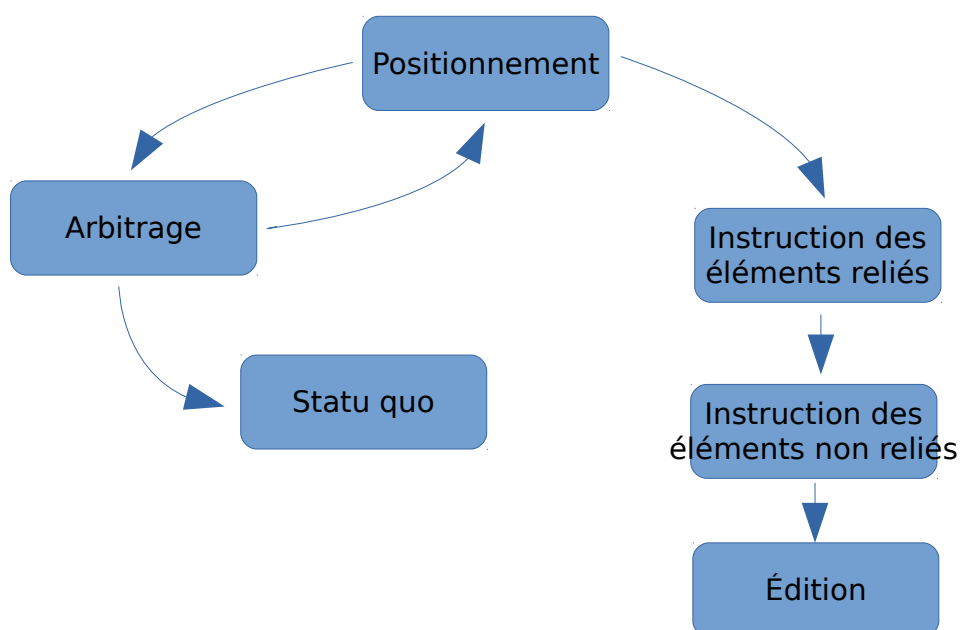 Positionnement
Arbitrage
Instruction des
éléments reliés
Statu quo
Instruction des
éléments non reliés
Édition